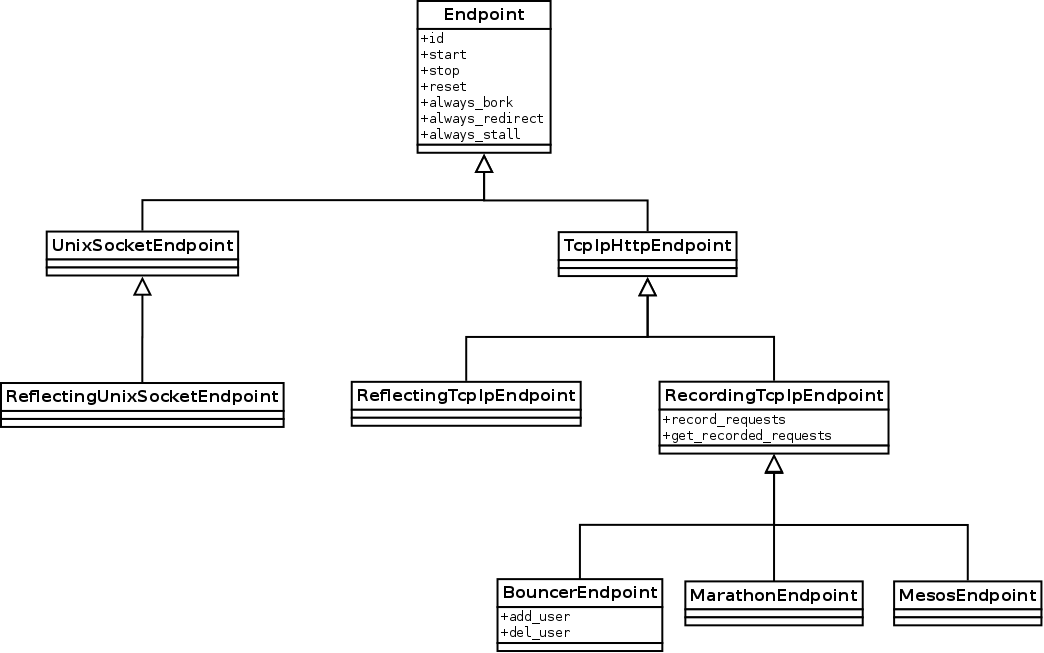 Endpoint
+id
+start
+stop
+reset
+always_bork
+always_redirect
+always_stall
UnixSocketEndpoint
TcpIpHttpEndpoint
ReflectingUnixSocketEndpoint
ReflectingTcpIpEndpoint
RecordingTcpIpEndpoint
+record_requests
+get_recorded_requests
BouncerEndpoint
+add_user
+del_user
MarathonEndpoint
MesosEndpoint